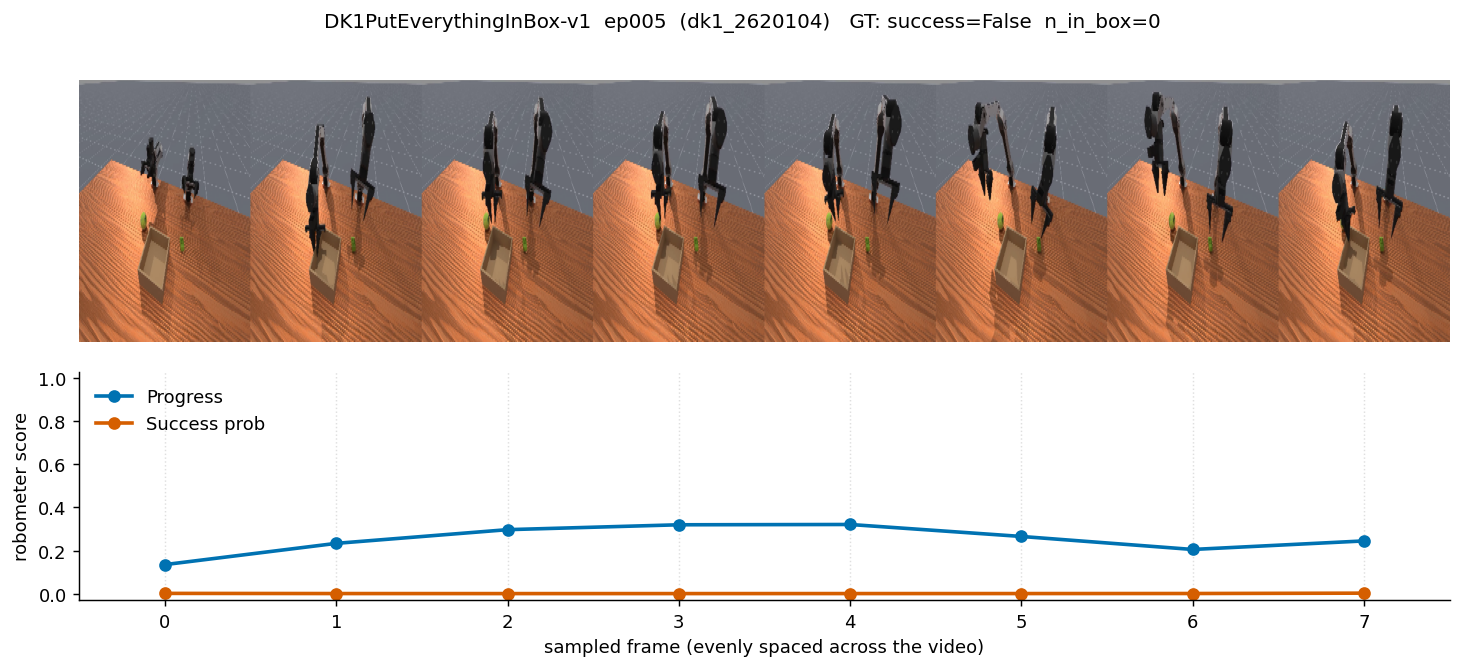 DK1PutEverythingInBox-v1  ep005  (dk1_2620104)   GT: success=False  n_in_box=0
1.0
0.8
0.6
0.4
0.2
0.0
robometer score
Progress
Success prob
0 1 2 3 4 5 6 7
sampled frame (evenly spaced across the video)